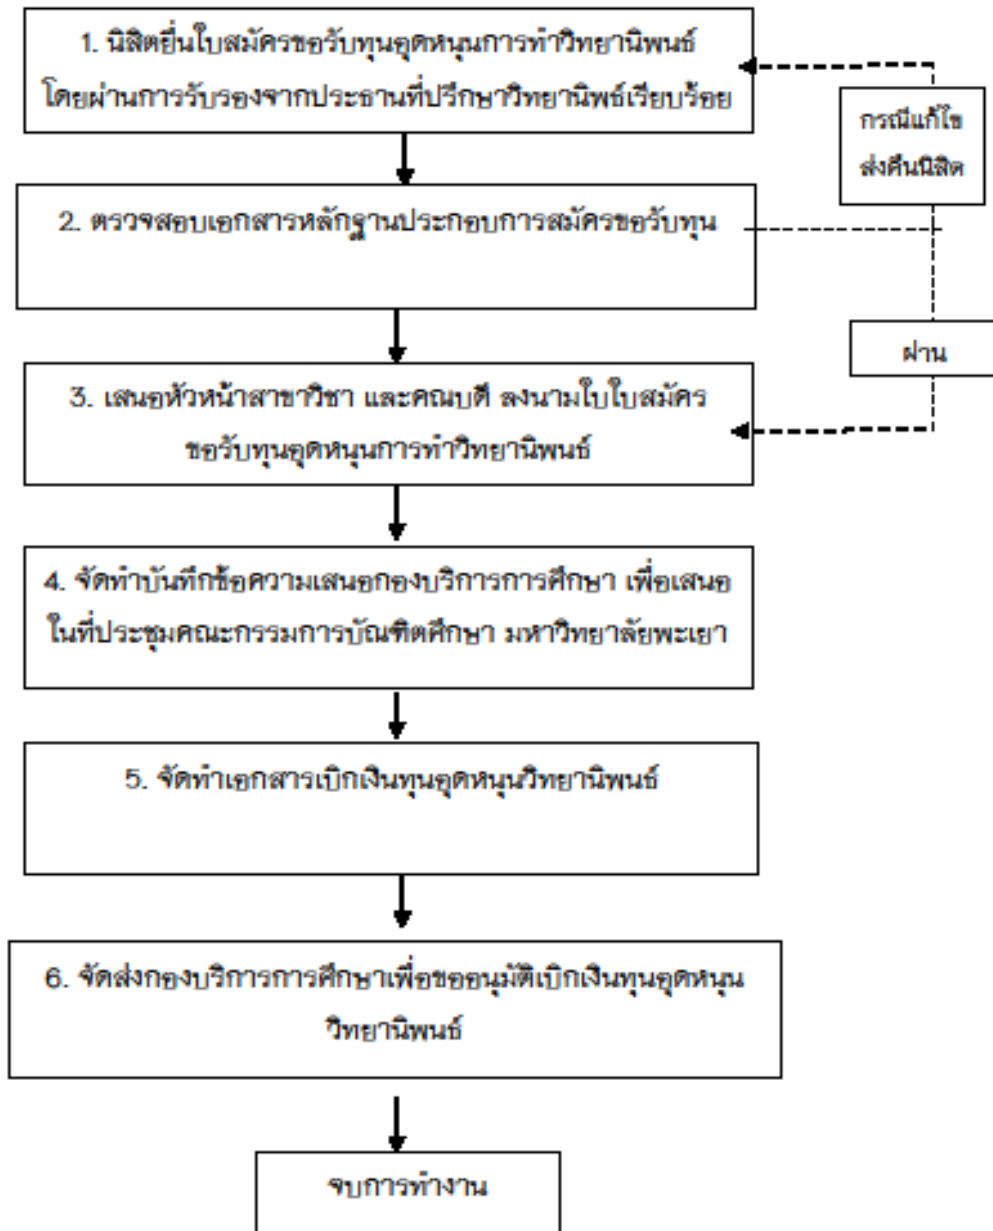 1. นิสิตยื่นใบสมัครขอรับทุนอุดหนุนการทำวิทยานิพนธ์
โดยผ่านการรับรองจากประธานที่ปรึกษาวิทยานิพธ์เรียบร้อย
กรณีแก้ไข
ส่งคืนนิสิต
2. ตรวจสอบเอกสารหลักฐานประกอบการสมัครขอรับทุน
ผ่าน
3. เสนอหัวหน้าสาขาวิชา และคณบดี ลงนามใบใบสมัคร
ขอรับทุนอุดหนุนการทำวิทยานิพนธ์
4. จัดทำบันทึกข้อความเสนอกองบริการการศึกษา เพื่อเสนอ
ในที่ประชุมคณะกรรมการบัณฑิตศึกษา มหาวิทยาลัยพะเยา
5. จัดทำเอกสารเบิกเงินทุนอุดหนุนวิทยานิพนธ์
6. จัดส่งกองบริการการศึกษาเพื่อขออนุมัติเบิกเงินทุนอุดหนุน
วิทยานิพนธ์
จบการทำงาน